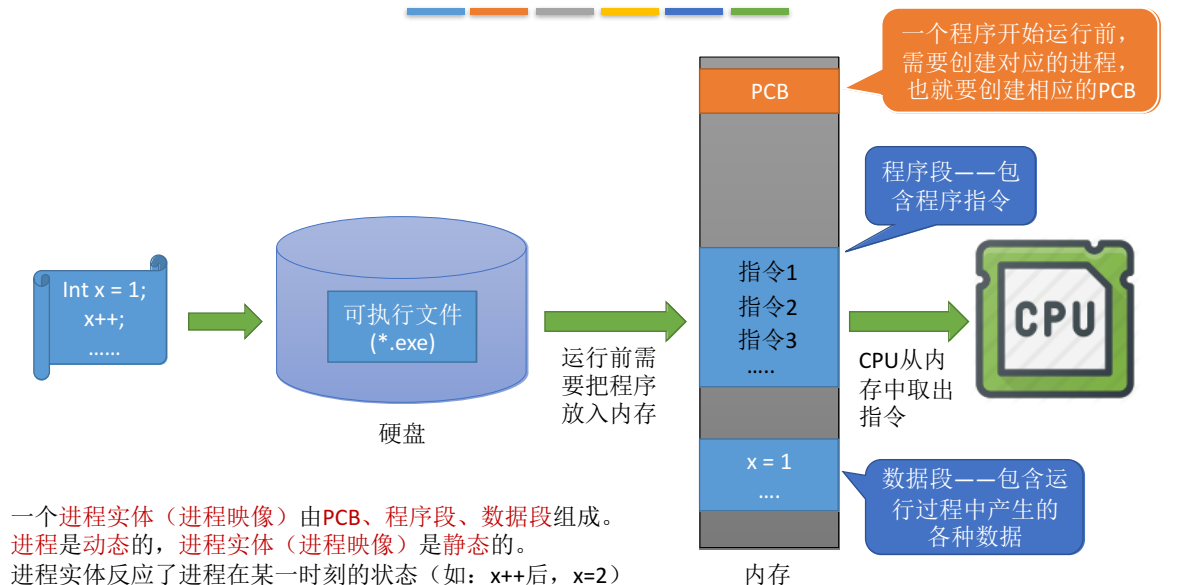 一个程序开始运行前，
需要创建对应的进程，
也就要创建相应的PCB
PCB
程序段——包
含程序指令
Int x = 1;
x++;
……
可执行文件
(*.exe)
硬盘
运行前需
要把程序
放入内存
指令1
指令2
指令3
…..
CPU从内
存中取出
指令
CPU
x = 1
….
数据段——包含运
行过程中产生的
各种数据
内存
一个进程实体（进程映像）由PCB、程序段、数据段组成。
进程是动态的，进程实体（进程映像）是静态的。
进程实体反应了进程在某一时刻的状态（如：x++后，x=2）